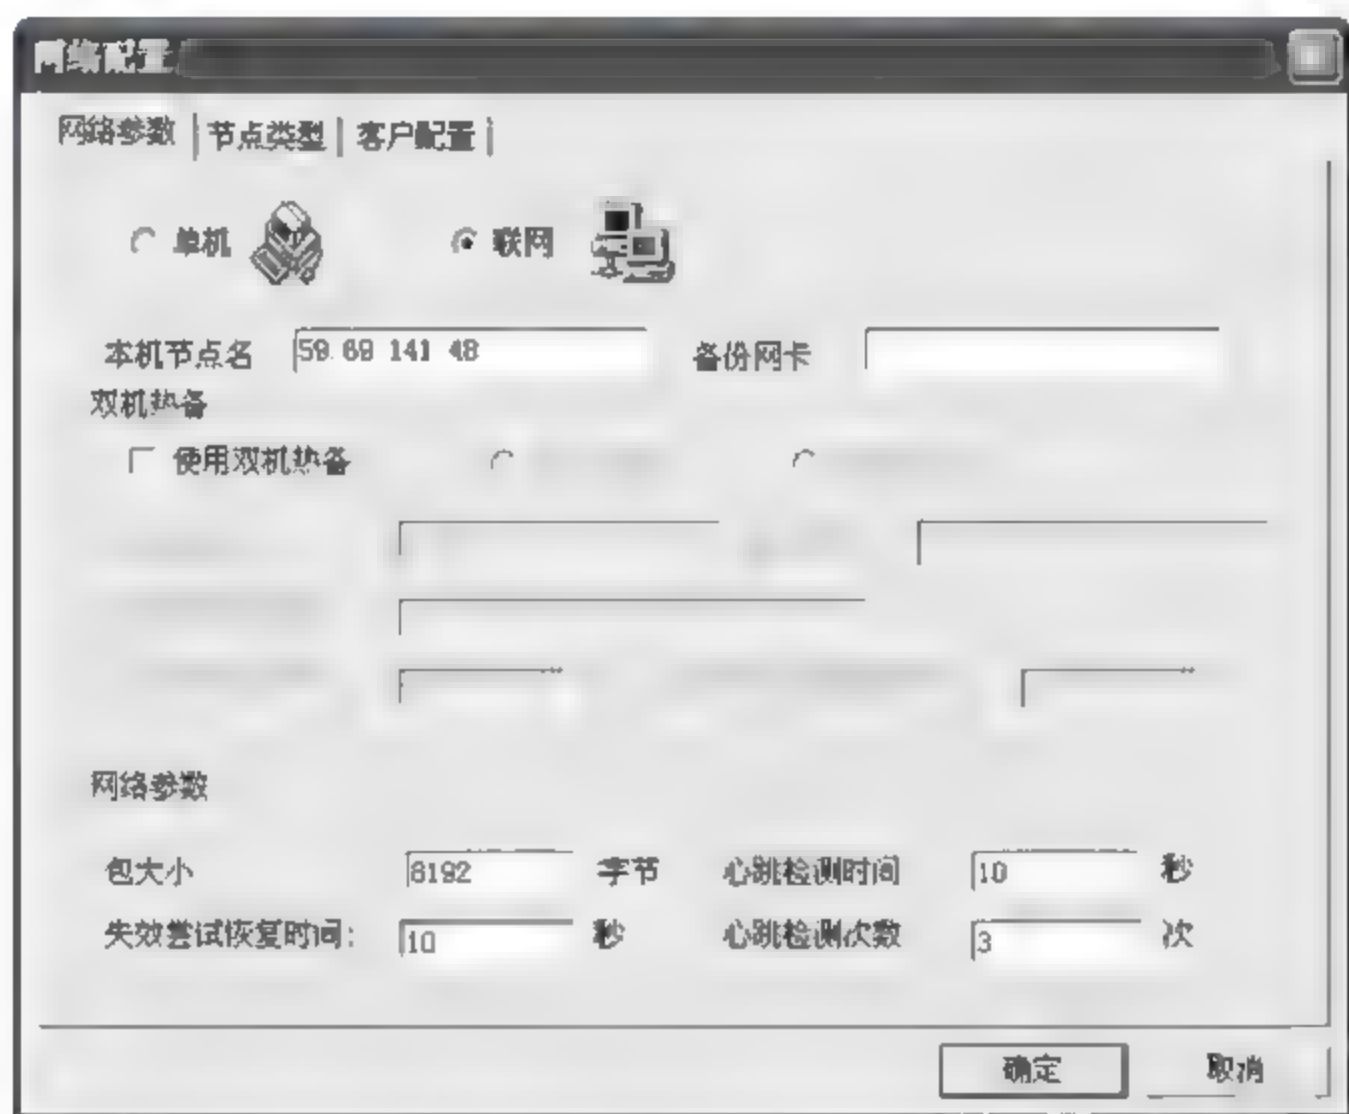 网络配置
网络参数 节点类型 客户配置
单机 联网
本机节点名 59 69 141 48 备份网卡
双机热备
使用双机热备
网络参数
包大小 8192 字节 心跳检测时间 10 秒
失效尝试恢复时间: 10 秒 心跳检测次数 3 次
确定 取消